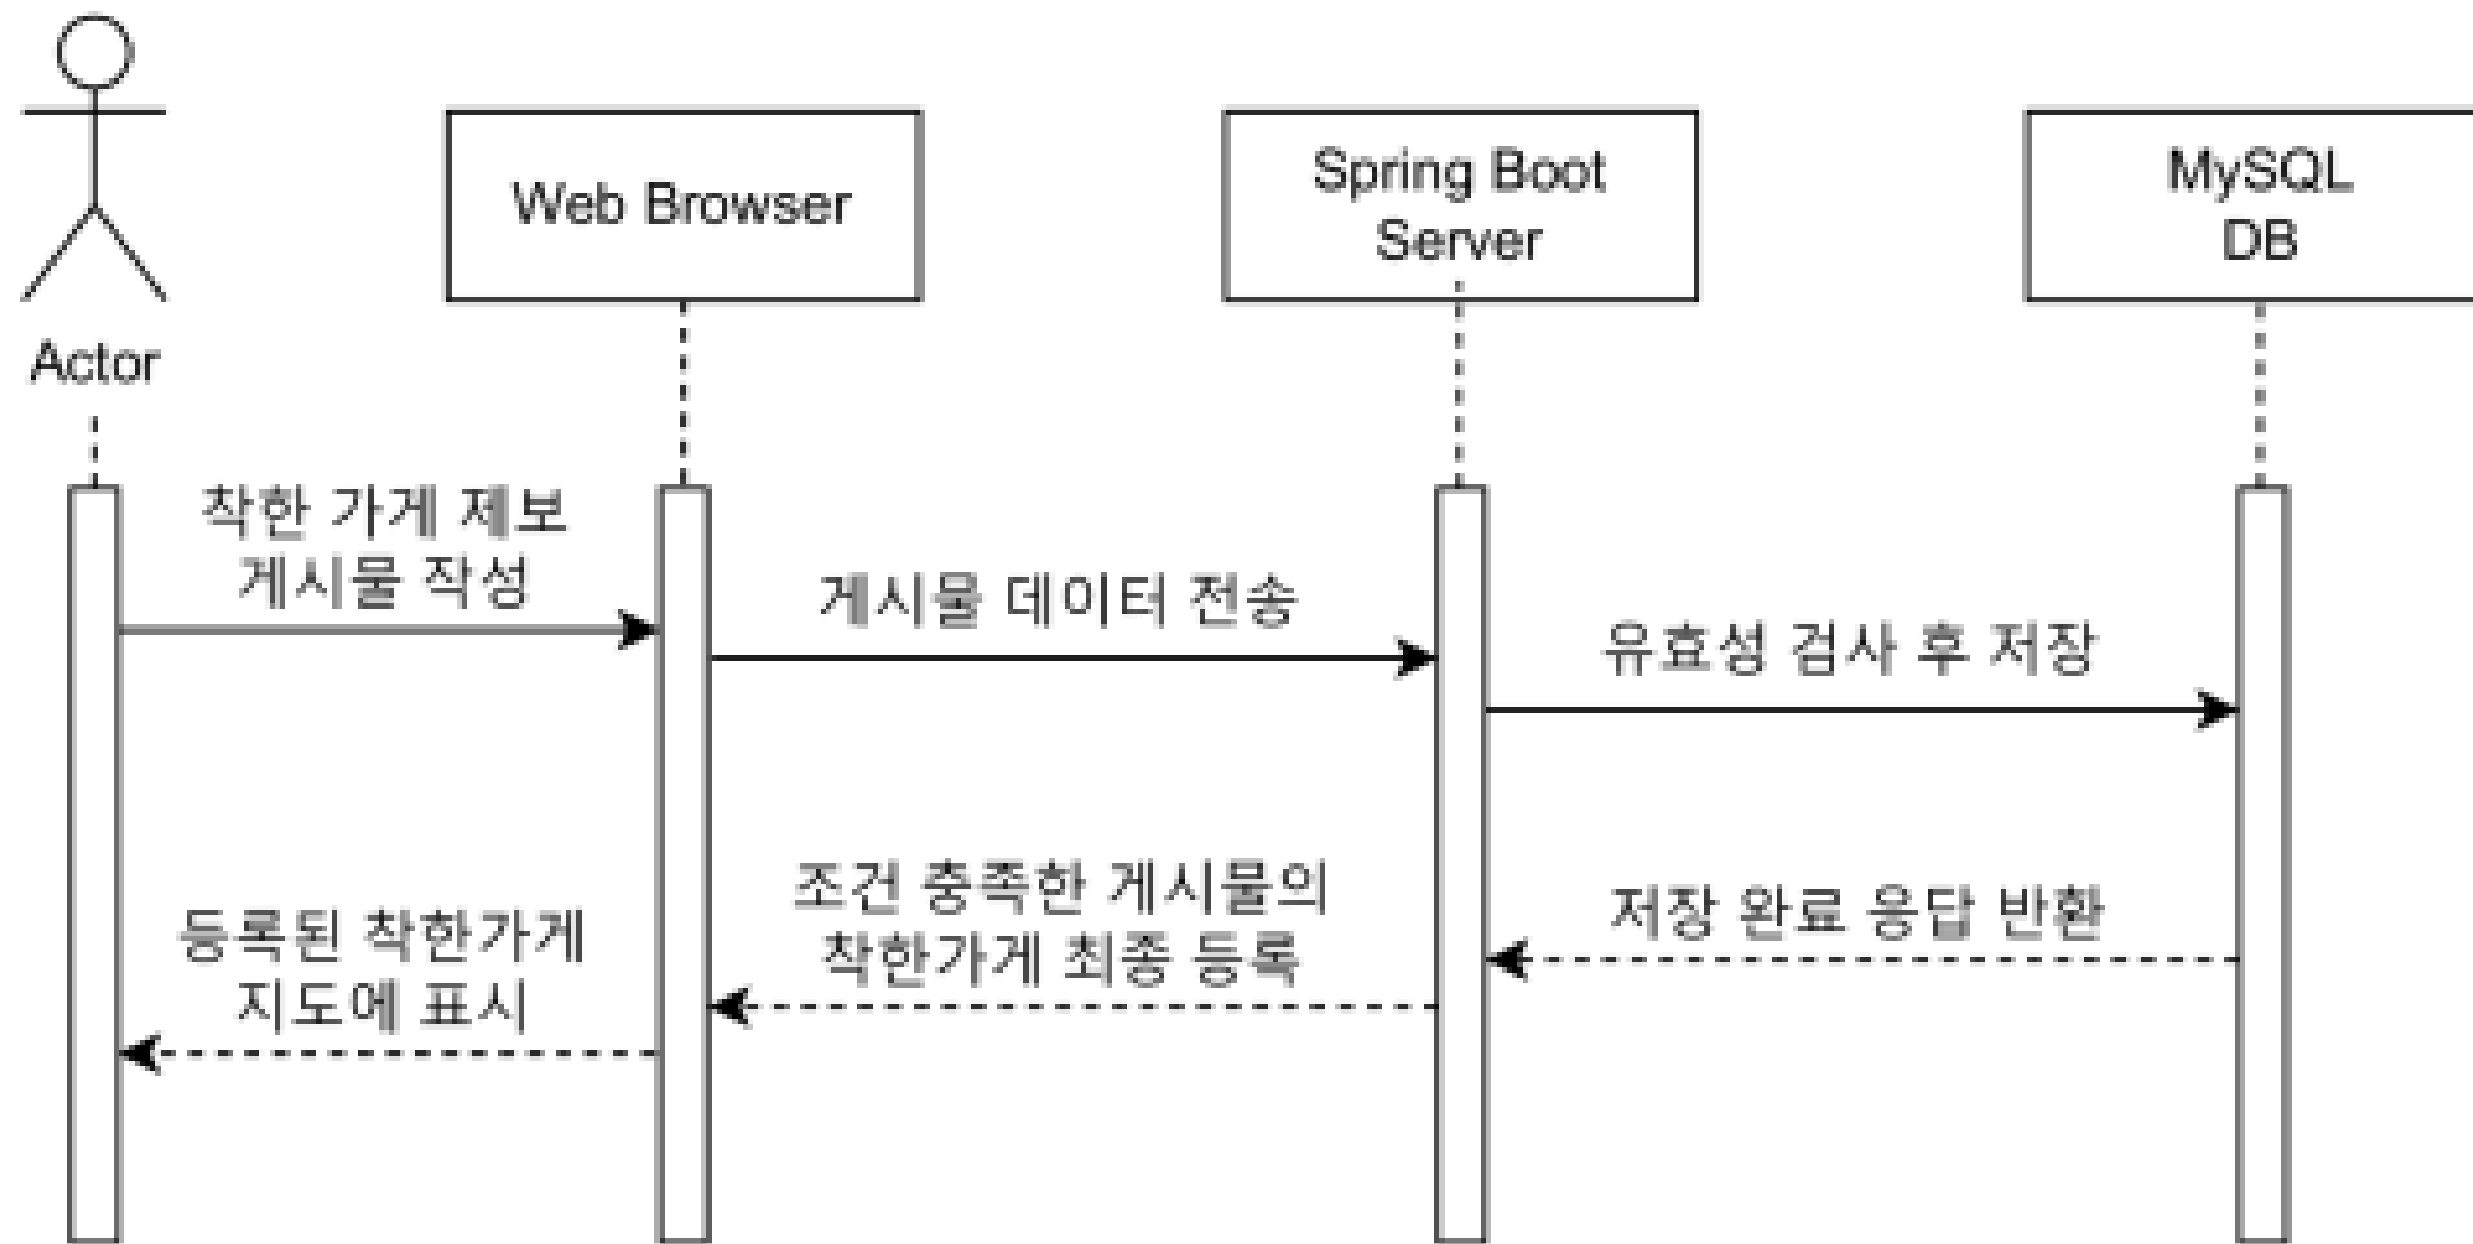 Actor
Web Browser
Spring Boot
Server
MySQL
DB
착한 가게 제보
게시물 작성
게시물 데이터 전송
유효성 검사 후 저장
저장 완료 응답 반환
조건 충족한 게시물의
착한가게 최종 등록
등록된 착한가게
지도에 표시